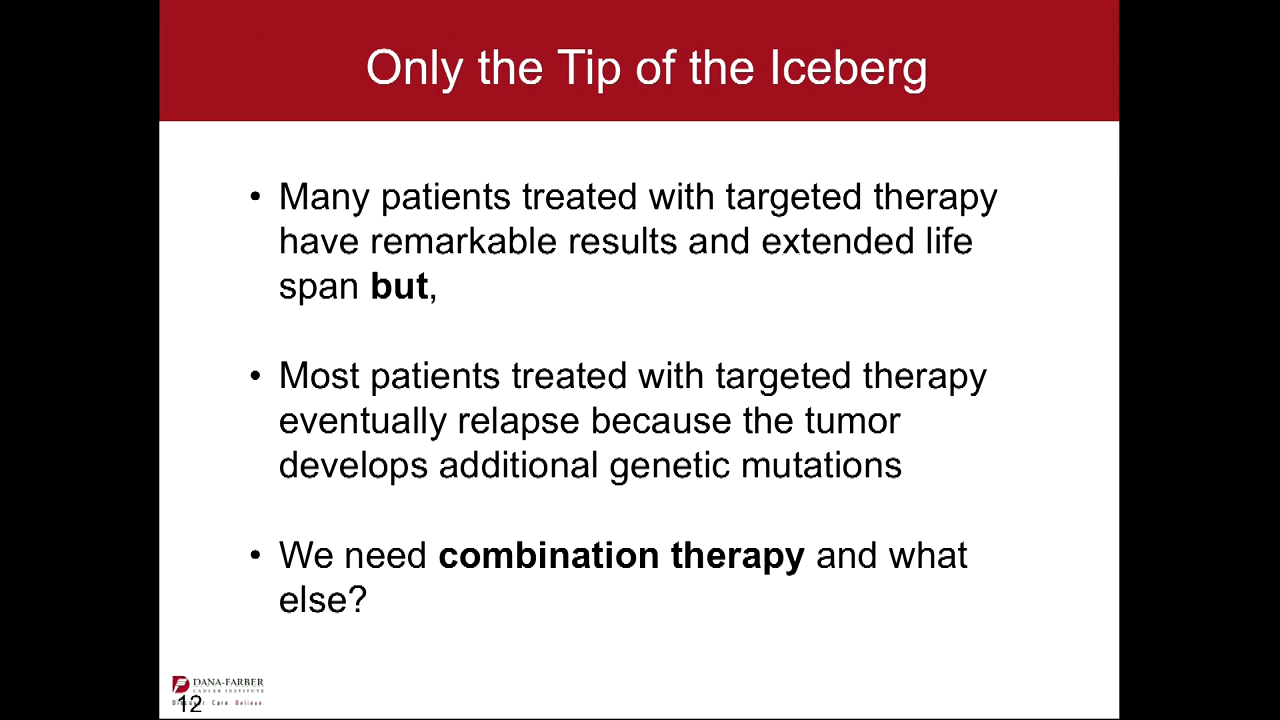 Only the Tip of the Iceberg
• Many patients treated with targeted therapy
have remarkable results and extended life
span but,
• Most patients treated with targeted therapy
eventually relapse because the tumor
develops additional genetic mutations
• We need combination therapy and what
else?
DANA-FARBER
CANCER INSTITUTE
Care. Believe.
12